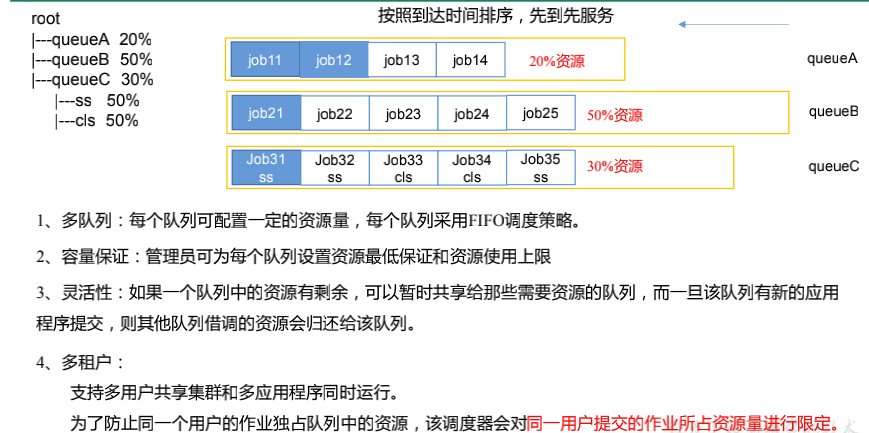 root
|---queueA 20%
|---queueB 50%
|---queueC 30%
|---ss 50%
|---cls 50%
按照到达时间排序，先到先服务
job11 job12 job13 job14 20%资源 queueA
job21 job22 job23 job24 job25 50%资源 queueB
Job31 Job32 Job33 Job34 Job35
ss ss cls cls ss
30%资源 queueC
1、多队列：每个队列可配置一定的资源量，每个队列采用FIFO调度策略。
2、容量保证：管理员可为每个队列设置资源最低保证和资源使用上限
3、灵活性：如果一个队列中的资源有剩余，可以暂时共享给那些需要资源的队列，而一旦该队列有新的应用
程序提交，则其他队列借调的资源会归还给该队列。
4、多租户：
支持多用户共享集群和多应用程序同时运行。
为了防止同一个用户的作业独占队列中的资源，该调度器会对同一用户提交的作业所占资源量进行限定。